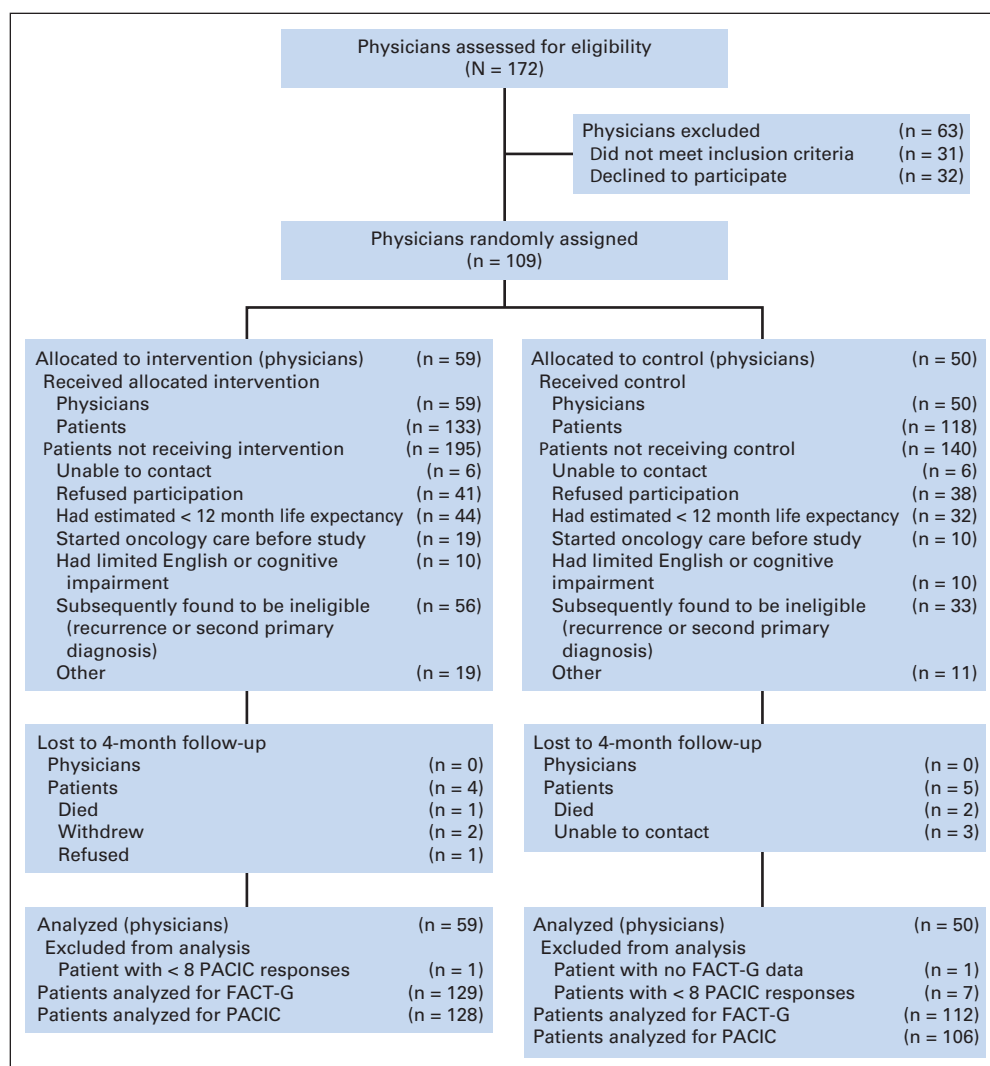 Physicians assessed for eligibility
(N = 172)
Physicians excluded (n = 63)
Did not meet inclusion criteria (n = 31)
Declined to participate (n = 32)
Physicians randomly assigned
(n = 109)
Allocated to intervention (physicians) (n = 59)
Received allocated intervention
Physicians (n = 59)
Patients (n = 133)
Patients not receiving intervention (n = 195)
Unable to contact (n = 6)
Refused participation (n = 41)
Had estimated < 12 month life expectancy (n = 44)
Started oncology care before study (n = 19)
Had limited English or cognitive (n = 10)
impairment
Subsequently found to be ineligible (n = 56)
(recurrence or second primary
diagnosis)
Other (n = 19)
Allocated to control (physicians) (n = 50)
Received control
Physicians (n = 50)
Patients (n = 118)
Patients not receiving control (n = 140)
Unable to contact (n = 6)
Refused participation (n = 38)
Had estimated < 12 month life expectancy (n = 32)
Started oncology care before study (n = 10)
Had limited English or cognitive
impairment (n = 10)
Subsequently found to be ineligible (n = 33)
(recurrence or second primary
diagnosis)
Other (n = 11)
Lost to 4-month follow-up
Physicians (n = 0)
Patients (n = 4)
Died (n = 1)
Withdrew (n = 2)
Refused (n = 1)
Lost to 4-month follow-up
Physicians (n = 0)
Patients (n = 5)
Died (n = 2)
Unable to contact (n = 3)
Analyzed (physicians) (n = 59)
Excluded from analysis
Patient with < 8 PACIC responses (n = 1)
Patients analyzed for FACT-G (n = 129)
Patients analyzed for PACIC (n = 128)
Analyzed (physicians) (n = 50)
Excluded from analysis
Patient with no FACT-G data (n = 1)
Patients with < 8 PACIC responses (n = 7)
Patients analyzed for FACT-G (n = 112)
Patients analyzed for PACIC (n = 106)